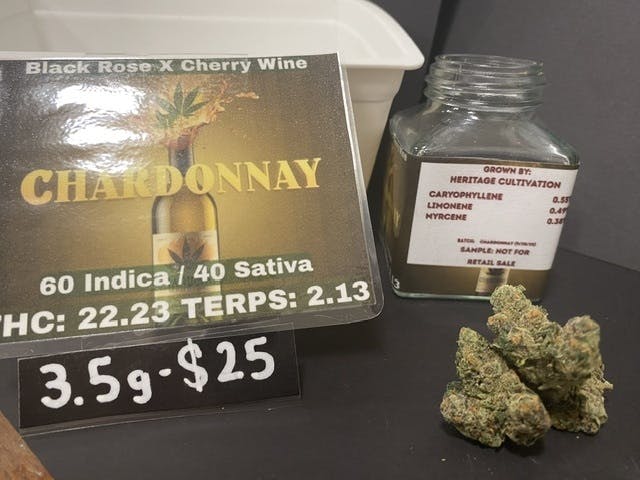 Black Rose X Cherry Wine
CHARDONNAY
60 Indica / 40 Sativa
THC: 22.23 TERPS: 2.13
3.5g-$25
GROWN BY:
HERITAGE CULTIVATION
CARYOPHYLLENE
LIMONENE
MYRCENE
SAMPLE: NOT FOR
RETAIL SALE